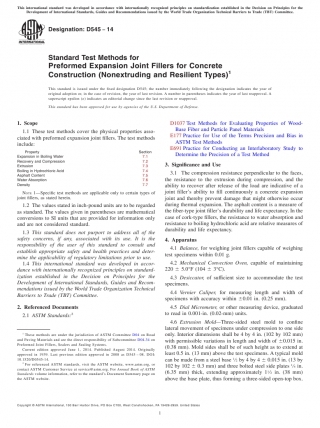 This international standard was developed in accordance with internationally recognized principles on standardization established in the Decision on Principles for the
Development of International Standards, Guides and Recommendations issued by the World Trade Organization Technical Barriers to Trade (TBT) Committee.
Designation: D545 - 14
INTERNATIONAL
Standard Test Methods for
Preformed Expansion Joint Fillers for Concrete
Construction (Nonextruding and Resilient Types)1
This standard is issued under the fixed designation D545; the number immediately following the designation indicates the year of
original adoption or, in the case of revision, the year of last revision. A number in parentheses indicates the year of last reapproval. A
superscript epsilon (ε) indicates an editorial change since the last revision or reapproval.
This standard has been approved for use by agencies of the U.S. Department of Defense.
1. Scope
1.1 These test methods cover the physical properties asso-
ciated with preformed expansion joint fillers. The test methods
include:
Property Section
Expansion in Boiling Water 7.1
Recovery and Compression 7.2
Extrusion 7.3
Boiling in Hydrochloric Acid 7.4
Asphalt Content 7.5
Water Absorption 7.6
Density 7.7
NOTE 1—Specific test methods are applicable only to certain types of
joint fillers, as stated herein.
1.2 The values stated in inch-pound units are to be regarded
as standard. The values given in parentheses are mathematical
conversions to SI units that are provided for information only
and are not considered standard.
1.3 This standard does not purport to address all of the
safety concerns, if any, associated with its use. It is the
responsibility of the user of this standard to consult and
establish appropriate safety and health practices and deter-
mine the applicability of regulatory limitations prior to use.
1.4 This international standard was developed in accor-
dance with internationally recognized principles on standard-
ization established in the Decision on Principles for the
Development of International Standards, Guides and Recom-
mendations issued by the World Trade Organization Technical
Barriers to Trade (TBT) Committee.
2. Referenced Documents
2.1 ASTM Standards:2
1 These methods are under the jurisdiction of ASTM Committee D04 on Road
and Paving Materials and are the direct responsibility of Subcommittee D04.34 on
Preformed Joint Fillers, Sealers and Sealing Systems.
Current edition approved June 1, 2014. Published August 2014. Originally
approved in 1939. Last previous edition approved in 2008 as D545 – 08. DOI:
10.1520/D0545-14.
2 For referenced ASTM standards, visit the ASTM website, www.astm.org, or
contact ASTM Customer Service at service@astm.org. For Annual Book of ASTM
Standards volume information, refer to the standard's Document Summary page on
the ASTM website.
D1037 Test Methods for Evaluating Properties of Wood-
Base Fiber and Particle Panel Materials
E177 Practice for Use of the Terms Precision and Bias in
ASTM Test Methods
E691 Practice for Conducting an Interlaboratory Study to
Determine the Precision of a Test Method
3. Significance and Use
3.1 The compression resistance perpendicular to the faces,
the resistance to the extrusion during compression, and the
ability to recover after release of the load are indicative of a
joint filler's ability to fill continuously a concrete expansion
joint and thereby prevent damage that might otherwise occur
during thermal expansion. The asphalt content is a measure of
the fiber-type joint filler's durability and life expectancy. In the
case of cork-type fillers, the resistance to water absorption and
resistance to boiling hydrochloric acid are relative measures of
durability and life expectancy.
4. Apparatus
4.1 Balance, for weighing joint fillers capable of weighing
test specimens within 0.01 g.
4.2 Mechanical Convection Oven, capable of maintaining
220 ± 5.0°F (104 ± 3°C).
4.3 Desiccator, of sufficient size to accommodate the test
specimens.
4.4 Vernier Caliper, for measuring length and width of
specimens with accuracy within ±0.01 in. (0.25 mm).
4.5 Dial Micrometer, or other measuring device, graduated
to read in 0.001-in. (0.02-mm) units.
4.6 Extrusion Mold—Three-sided steel mold to confine
lateral movement of specimens under compression to one side
only. Interior dimensions shall be 4 by 4 in. (102 by 102 mm)
with permissible variations in length and width of ±0.015 in.
(0.38 mm). Mold sides shall be of such height as to extend at
least 0.5 in. (13 mm) above the test specimens. A typical mold
can be made from a steel base 1⁄2 by 4 by 4 ± 0.015 in. (13 by
102 by 102 ± 0.3 mm) and three bolted steel side plates 1⁄4 in.
(6.35 mm) thick, extending approximately 1 1⁄2 in. (38 mm)
above the base plate, thus forming a three-sided open-top box.
Copyright © ASTM International, 100 Barr Harbor Drive, PO Box C700, West Conshohocken, PA 19428-2959. United States
1